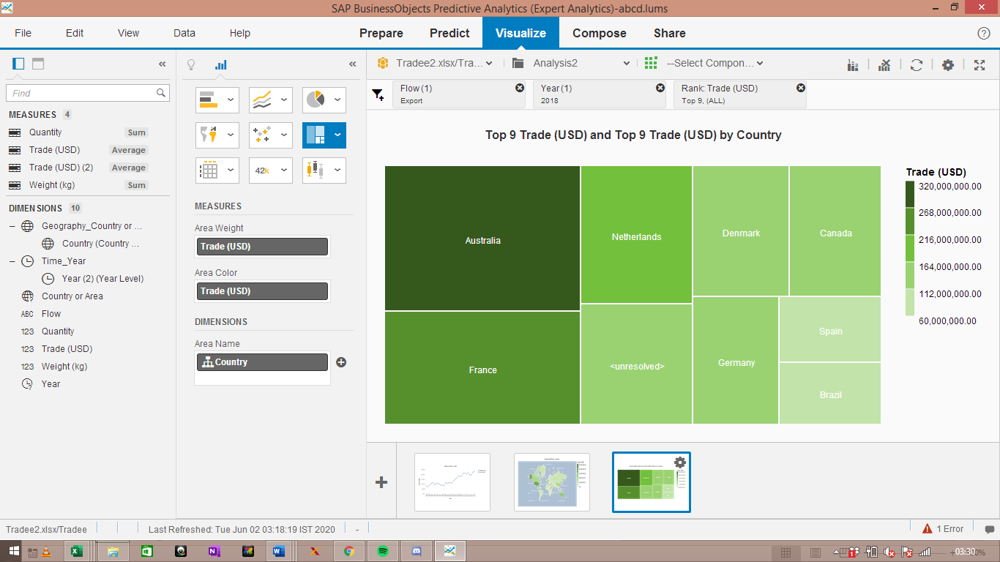 SAP BusinessObjects Predictive Analytics (Expert Analytics)-abcd.lums
File Edit View Data Help
Prepare Predict Visualize Compose Share
Tradee2.xlsx/Tra... Analysis2 --Select Compon...
Find
MEASURES 4
Quantity Sum
Trade (USD) Average
Trade (USD) (2) Average
Weight (kg) Sum
DIMENSIONS 10
Geography_Country or ...
Country (Country ...
Time_Year
Year (2) (Year Level)
Country or Area
ABC Flow
123 Quantity
123 Trade (USD)
123 Weight (kg)
Year
42k
MEASURES
Area Weight
Trade (USD)
Area Color
Trade (USD)
DIMENSIONS
Area Name
Country
Flow (1)
Export
Year (1)
2018
Rank: Trade (USD)
Top 9, (ALL)
Top 9 Trade (USD) and Top 9 Trade (USD) by Country
Australia
Netherlands
Denmark
Canada
France
<unresolved>
Germany
Spain
Brazil
Trade (USD)
320,000,000.00
268,000,000.00
216,000,000.00
164,000,000.00
112,000,000.00
60,000,000.00
Tradee2.xlsx/Tradee
Last Refreshed: Tue Jun 02 03:18:19 IST 2020 -
1 Error
03:30